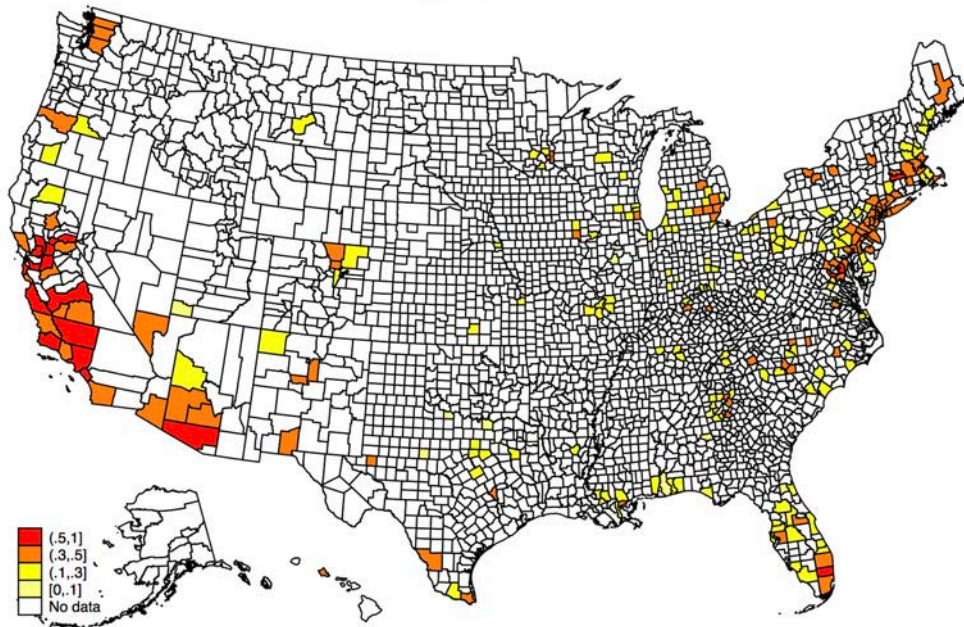 (.5,1]
(.3,.5]
(.1,.3]
[0,.1]
No data